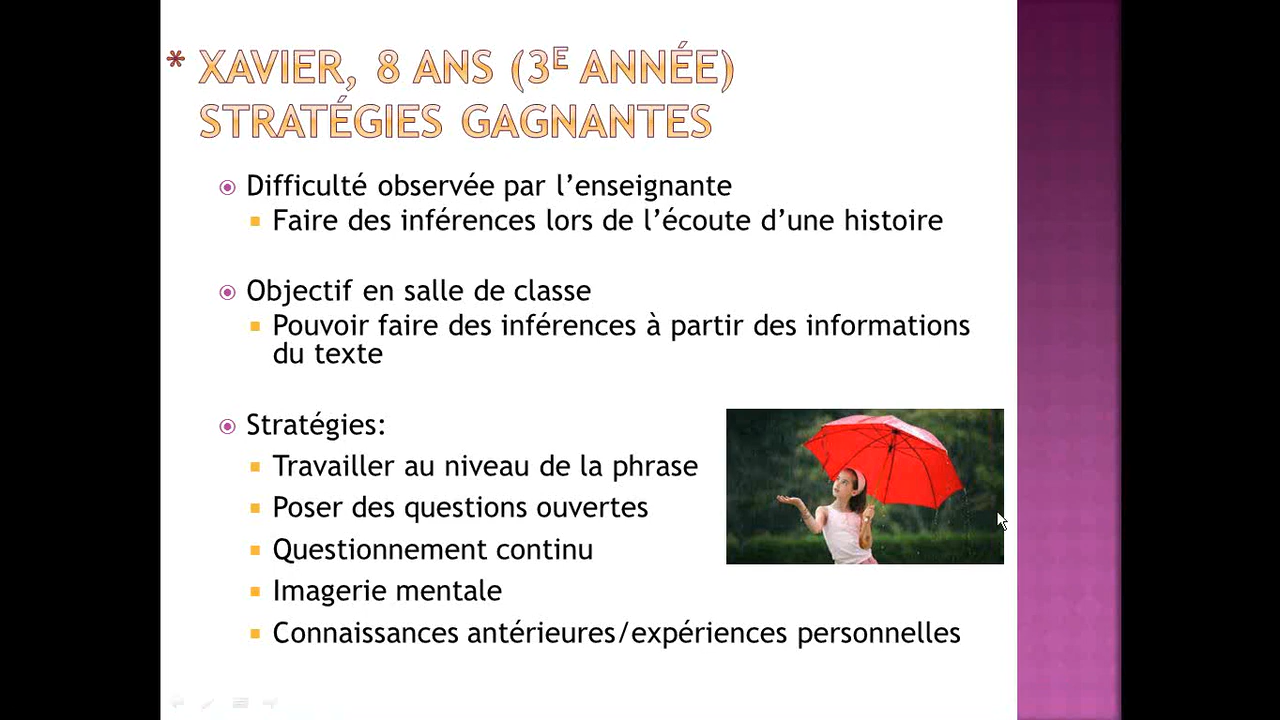 * XAVIER, 8 ANS (3E ANNÉE)
STRATÉGIES GAGNANTES
Difficulté observée par l’enseignante
Faire des inférences lors de l’écoute d’une histoire
Objectif en salle de classe
Pouvoir faire des inférences à partir des informations
du texte
Stratégies:
Travailler au niveau de la phrase
Poser des questions ouvertes
Questionnement continu
Imagerie mentale
Connaissances antérieures/expériences personnelles